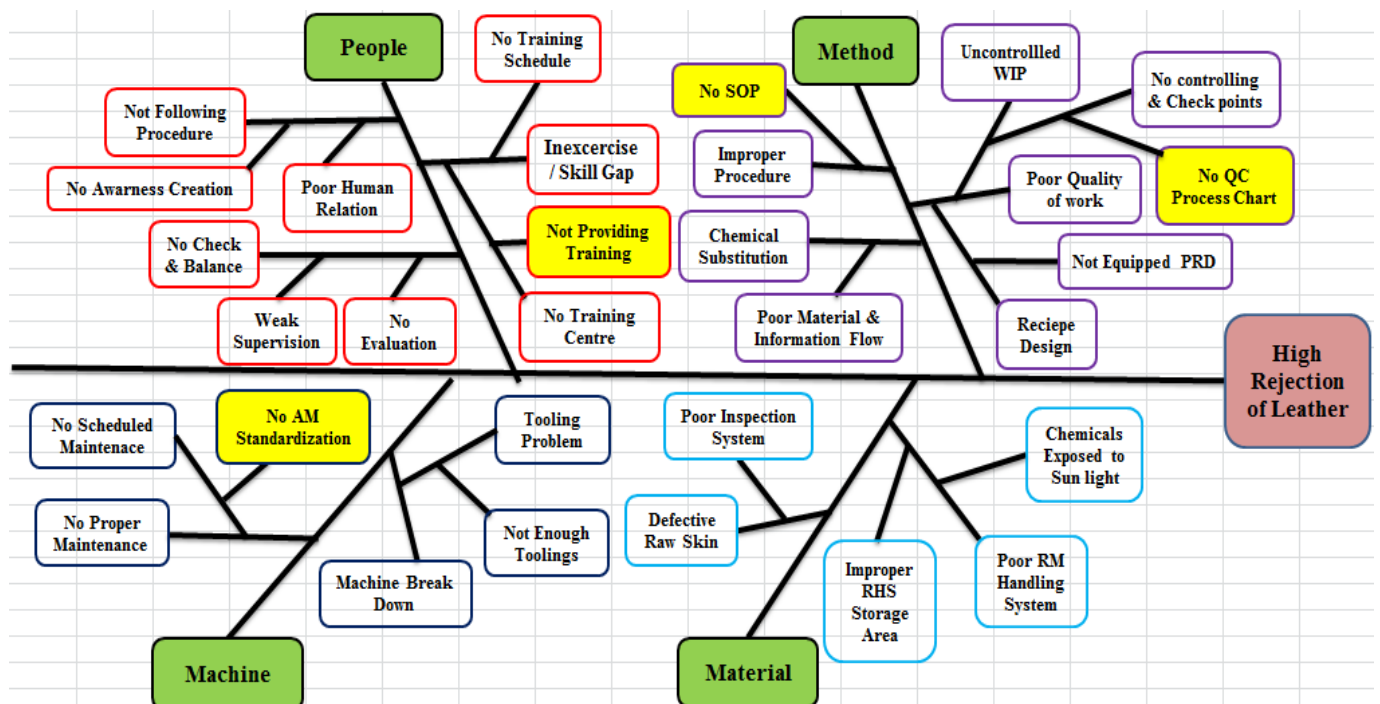 People
No Training
Schedule
Not Following
Procedure
No Awarness Creation
Poor Human
Relation
Inexcercise
/ Skill Gap
Not Providing
Training
No Training
Centre
No Check
& Balance
Weak
Supervision
No
Evaluation
Method
No SOP
Improper
Procedure
Chemical
Substitution
Poor Material &
Information Flow
Uncontrollled
WIP
No controlling
& Check points
No QC
Process Chart
Poor Quality
of work
Not Equipped PRD
Reciepe
Design
High
Rejection
of Leather
No Scheduled
Maintenace
No AM
Standardization
No Proper
Maintenance
Tooling
Problem
Not Enough
Toolings
Machine Break
Down
Machine
Poor Inspection
System
Defective
Raw Skin
Improper
RHS
Storage
Area
Chemicals
Exposed to
Sun light
Poor RM
Handling
System
Material